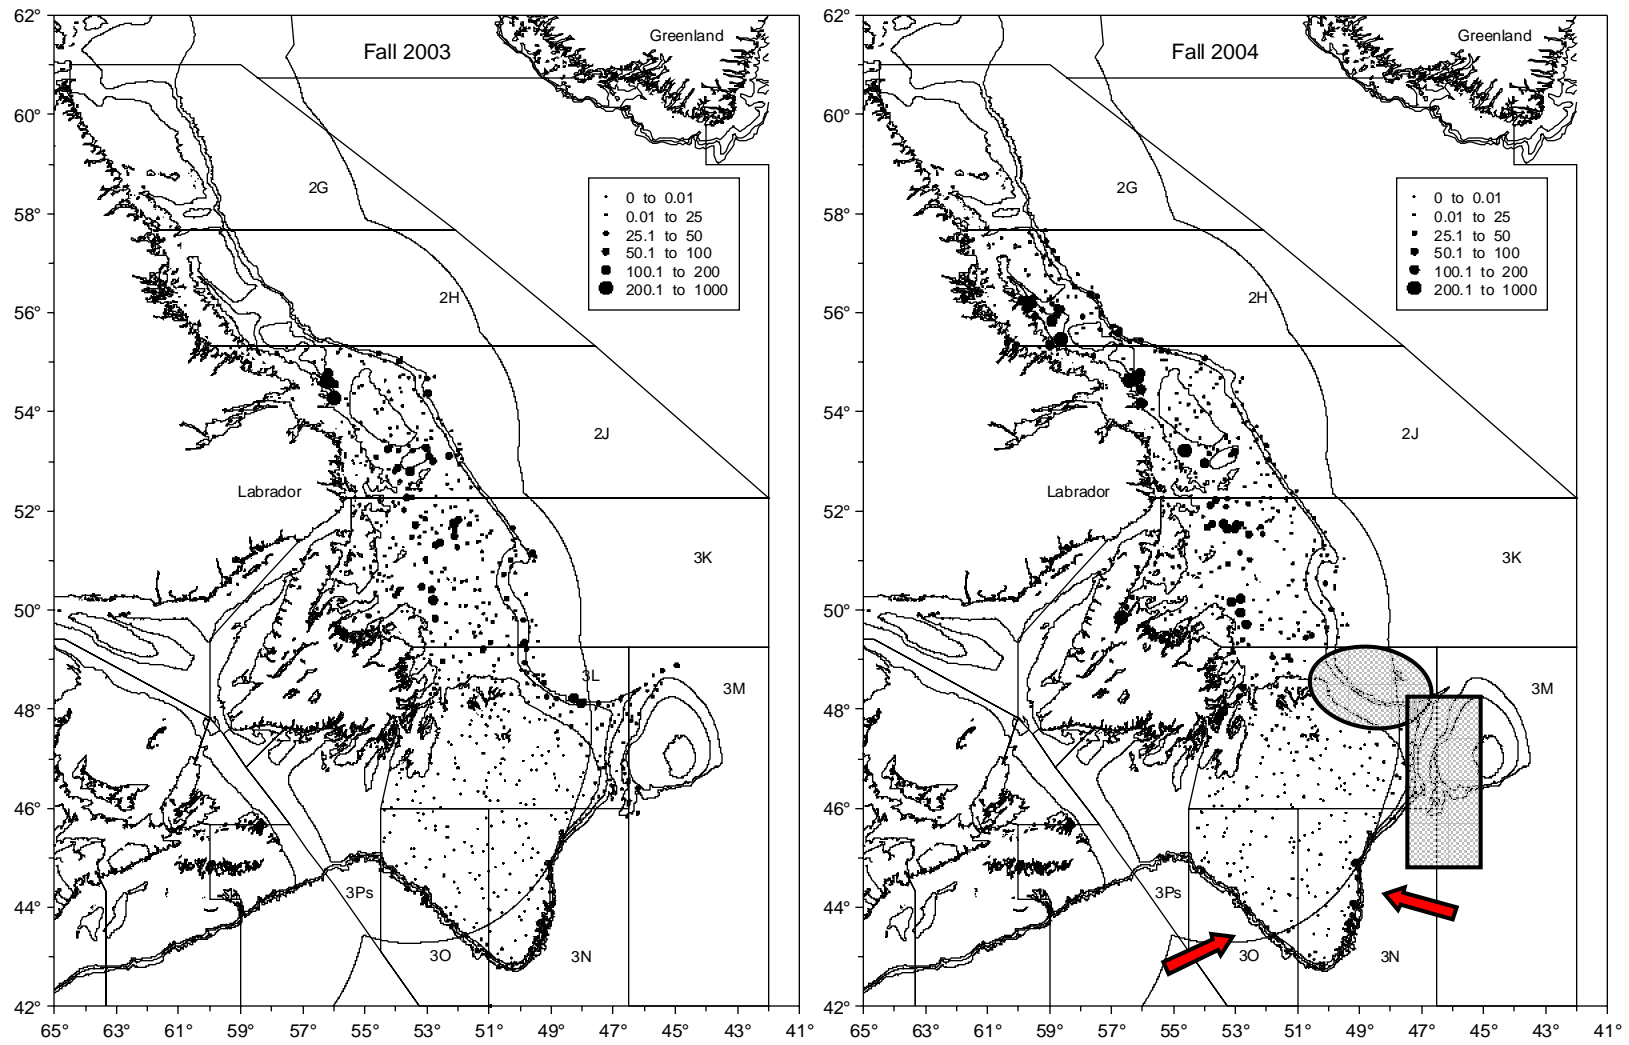 Fall 2003
Greenland
62°
60°
58°
56°
54°
52°
50°
48°
46°
44°
42°
2G
0 to 0.01
0.01 to 25
25.1 to 50
50.1 to 100
100.1 to 200
200.1 to 1000
2H
2J
Labrador
3K
3L
3M
3Ps
3O
3N
65° 63° 61° 59° 57° 55° 53° 51° 49° 47° 45° 43° 41°
Fall 2004
Greenland
62°
60°
58°
56°
54°
52°
50°
48°
46°
44°
42°
2G
0 to 0.01
0.01 to 25
25.1 to 50
50.1 to 100
100.1 to 200
200.1 to 1000
2H
2J
Labrador
3K
3M
3Ps
3O
3N
65° 63° 61° 59° 57° 55° 53° 51° 49° 47° 45° 43° 41°